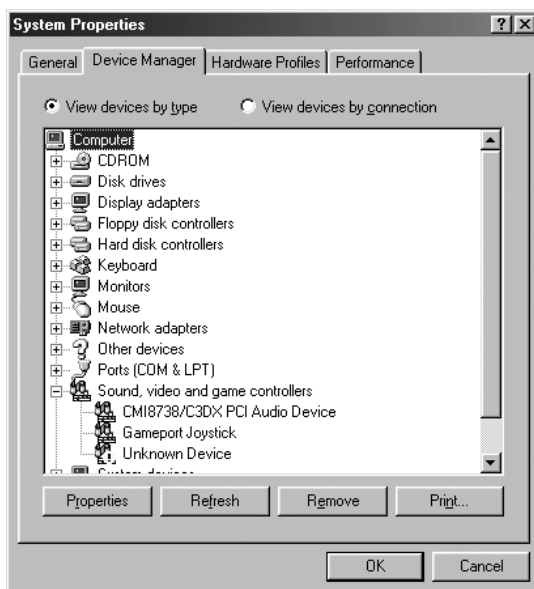 System Properties
General Device Manager Hardware Profiles Performance
View devices by type View devices by connection
Computer
CDROM
Disk drives
Display adapters
Floppy disk controllers
Hard disk controllers
Keyboard
Monitors
Mouse
Network adapters
Other devices
Ports (COM & LPT)
Sound, video and game controllers
CMI8738/C3DX PCI Audio Device
Gameport Joystick
Unknown Device
System devices
Properties Refresh Remove Print...
OK Cancel